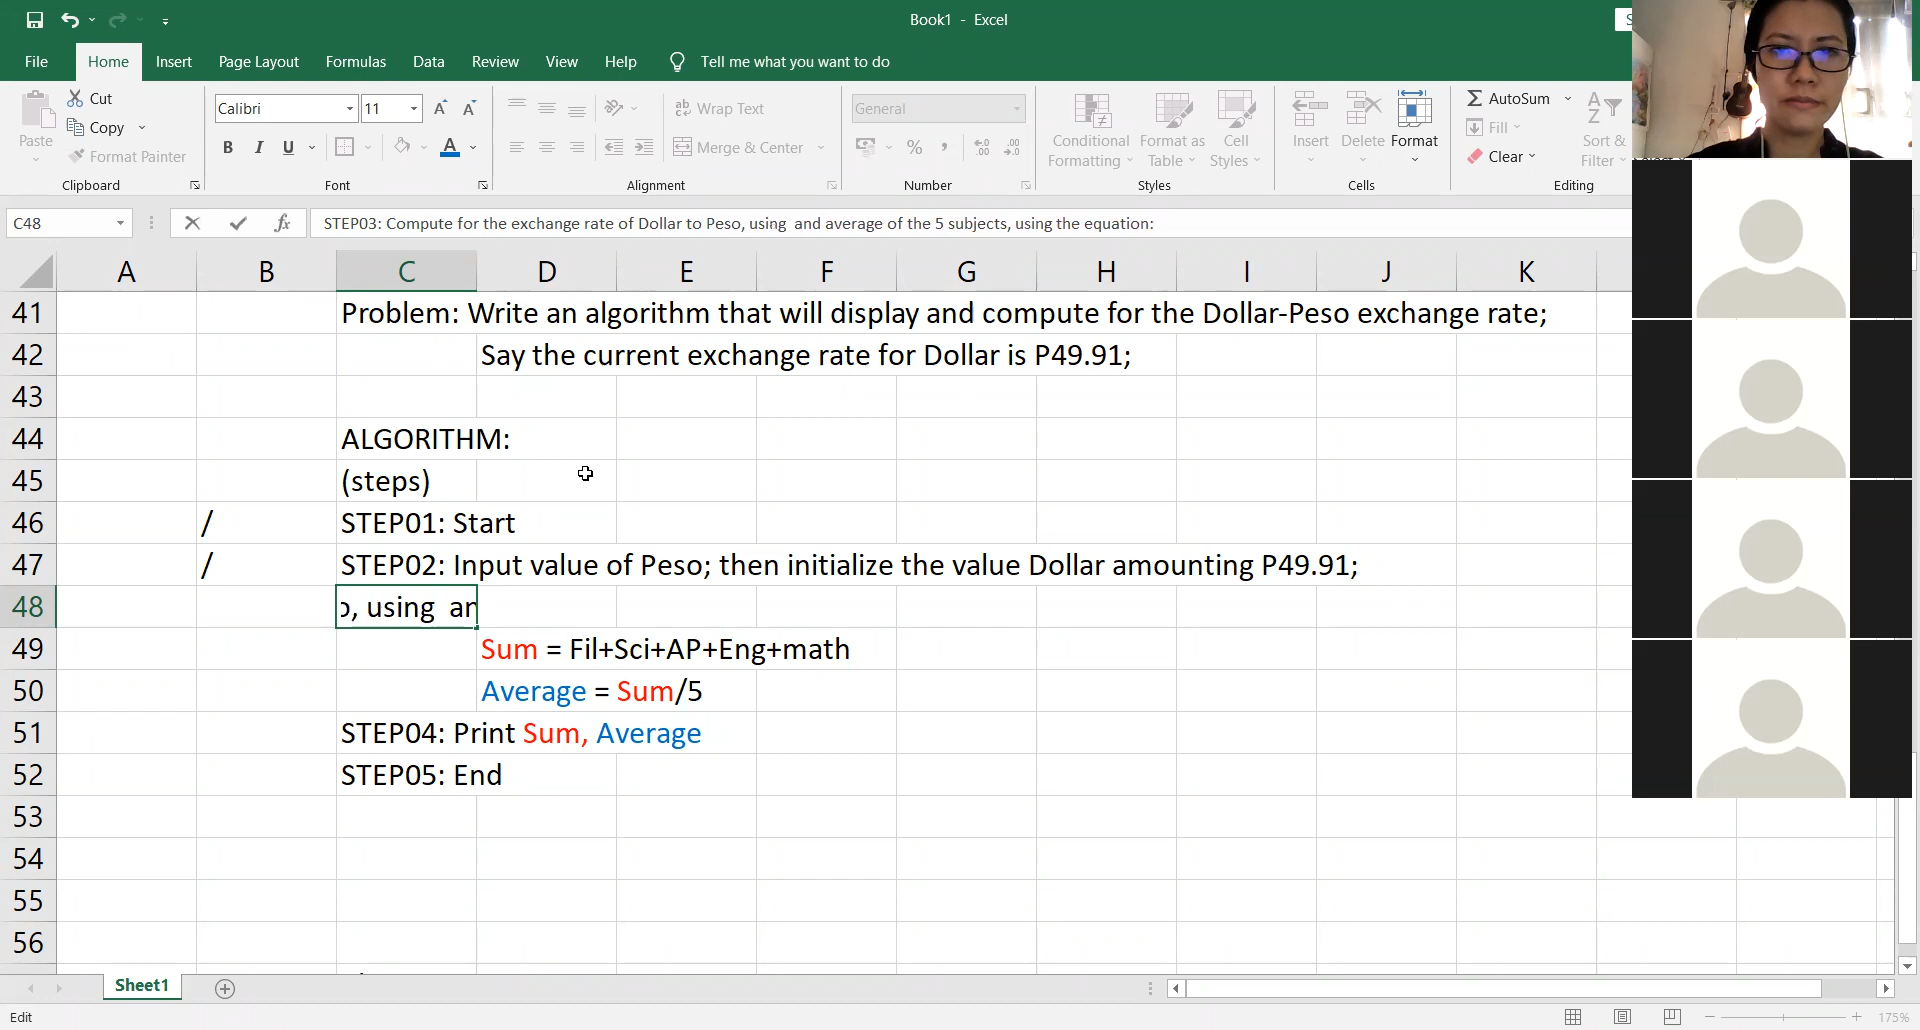 Book1 - Excel
File Home Insert Page Layout Formulas Data Review View Help Tell me what you want to do
Paste
Cut
Copy
Format Painter
Clipboard
Calibri 11
B I U
Font
Wrap Text
Merge & Center
Alignment
General
Number
Conditional Formatting
Format as Table
Cell Styles
Styles
Insert Delete Format
Cells
AutoSum
Fill
Clear
Sort & Filter
Editing
C48
fx
STEP03: Compute for the exchange rate of Dollar to Peso, using  and average of the 5 subjects, using the equation:
A B C D E F G H I J K
41 Problem: Write an algorithm that will display and compute for the Dollar-Peso exchange rate;
42 Say the current exchange rate for Dollar is P49.91;
43
44 ALGORITHM:
45 (steps)
46 / STEP01: Start
47 / STEP02: Input value of Peso; then initialize the value Dollar amounting P49.91;
48 o, using  an
49 Sum = Fil+Sci+AP+Eng+math
50 Average = Sum/5
51 STEP04: Print Sum, Average
52 STEP05: End
53
54
55
56
Sheet1
Edit
175%